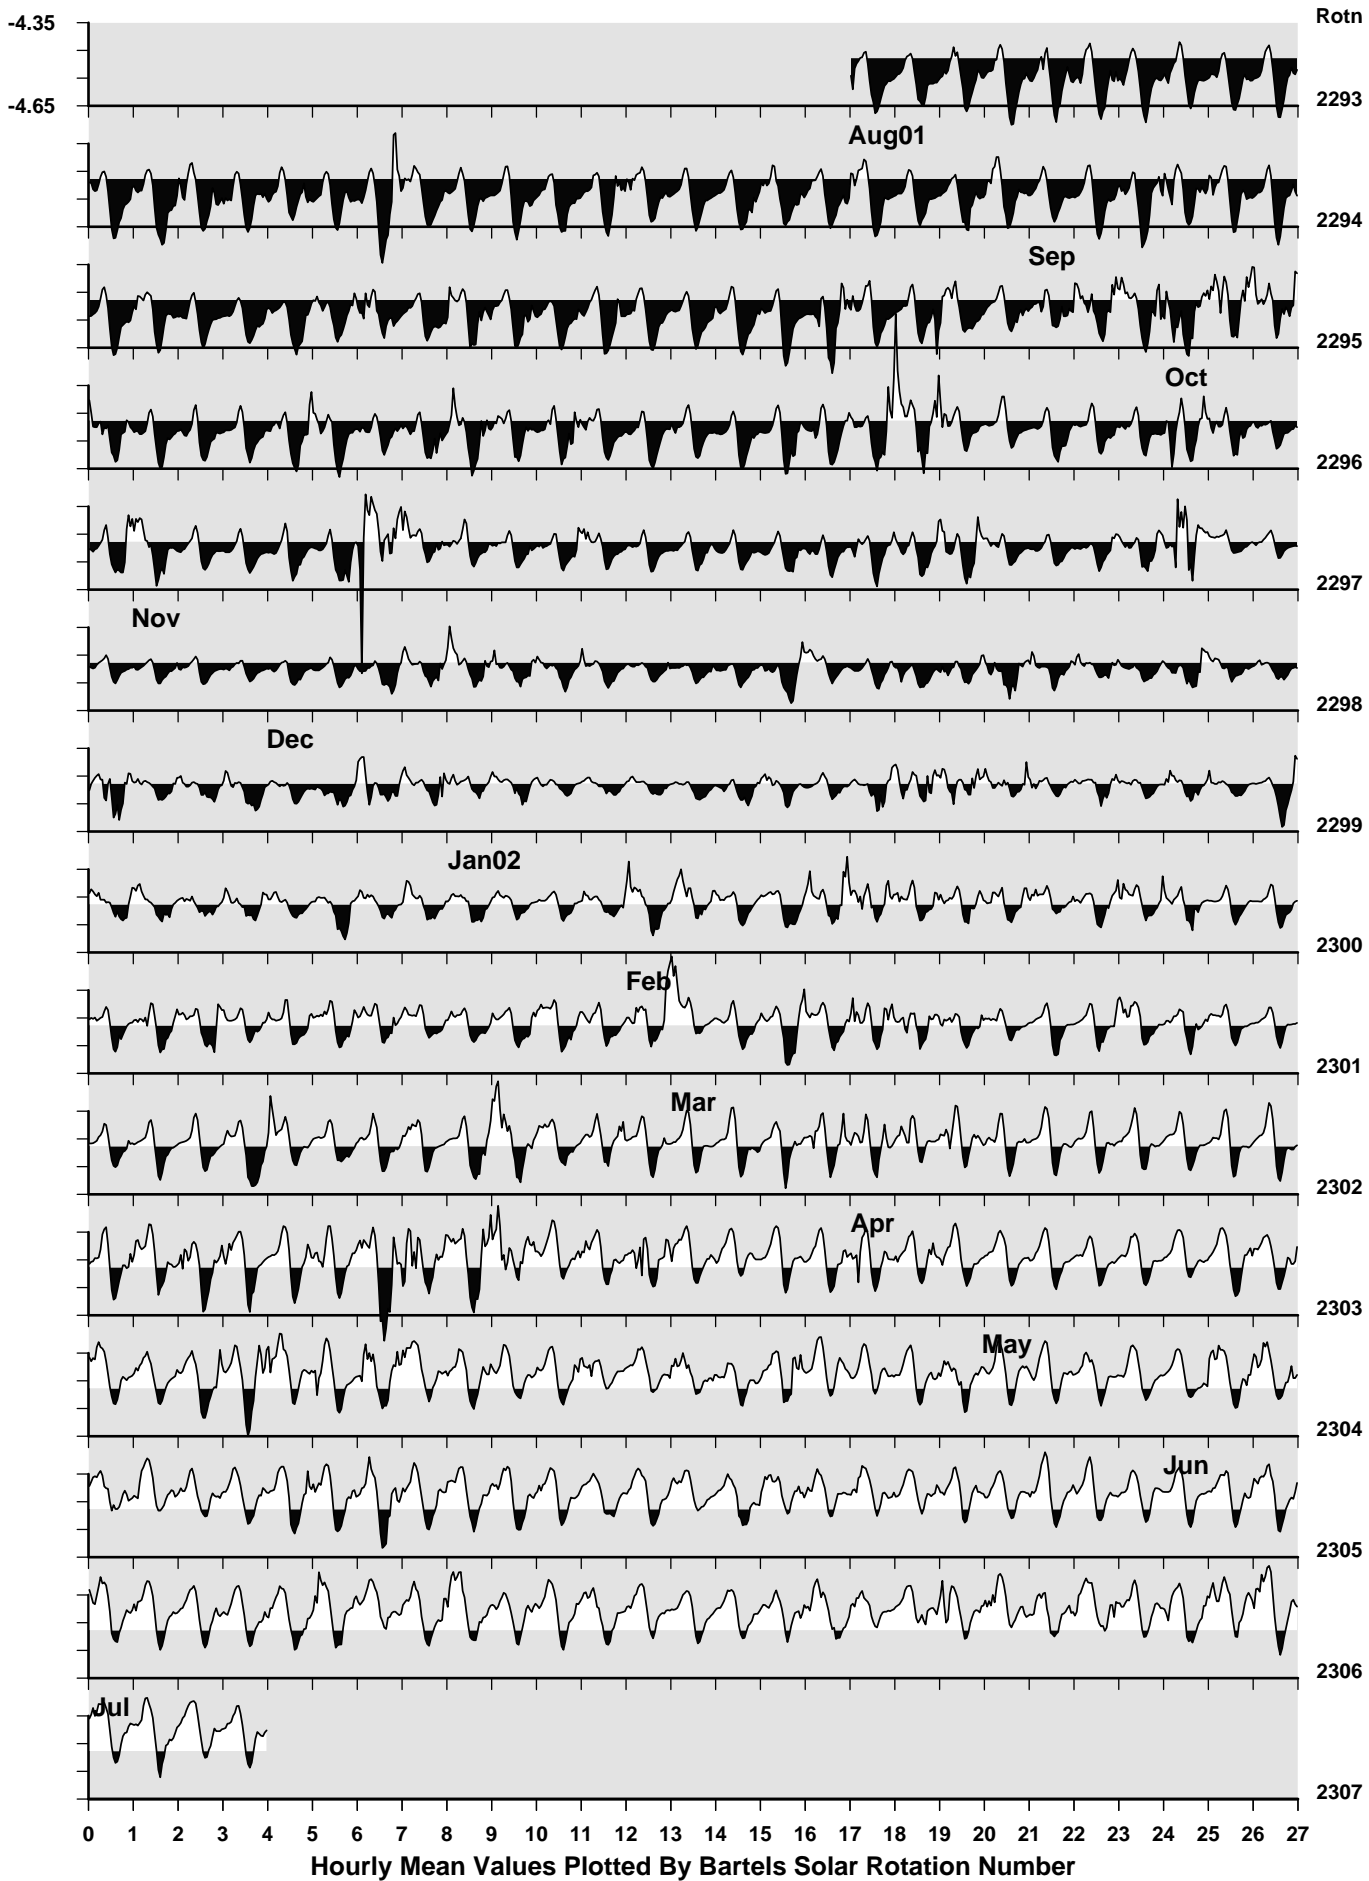 -4.35
Rotn
-4.65
2293
Aug01
2294
Sep
2295
Oct
2296
2297
Nov
2298
Dec
2299
Jan02
2300
Feb
2301
Mar
2302
Apr
2303
May
2304
Jun
2305
2306
Jul
2307
0 1 2 3 4 5 6 7 8 9 10 11 12 13 14 15 16 17 18 19 20 21 22 23 24 25 26 27
Hourly Mean Values Plotted By Bartels Solar Rotation Number